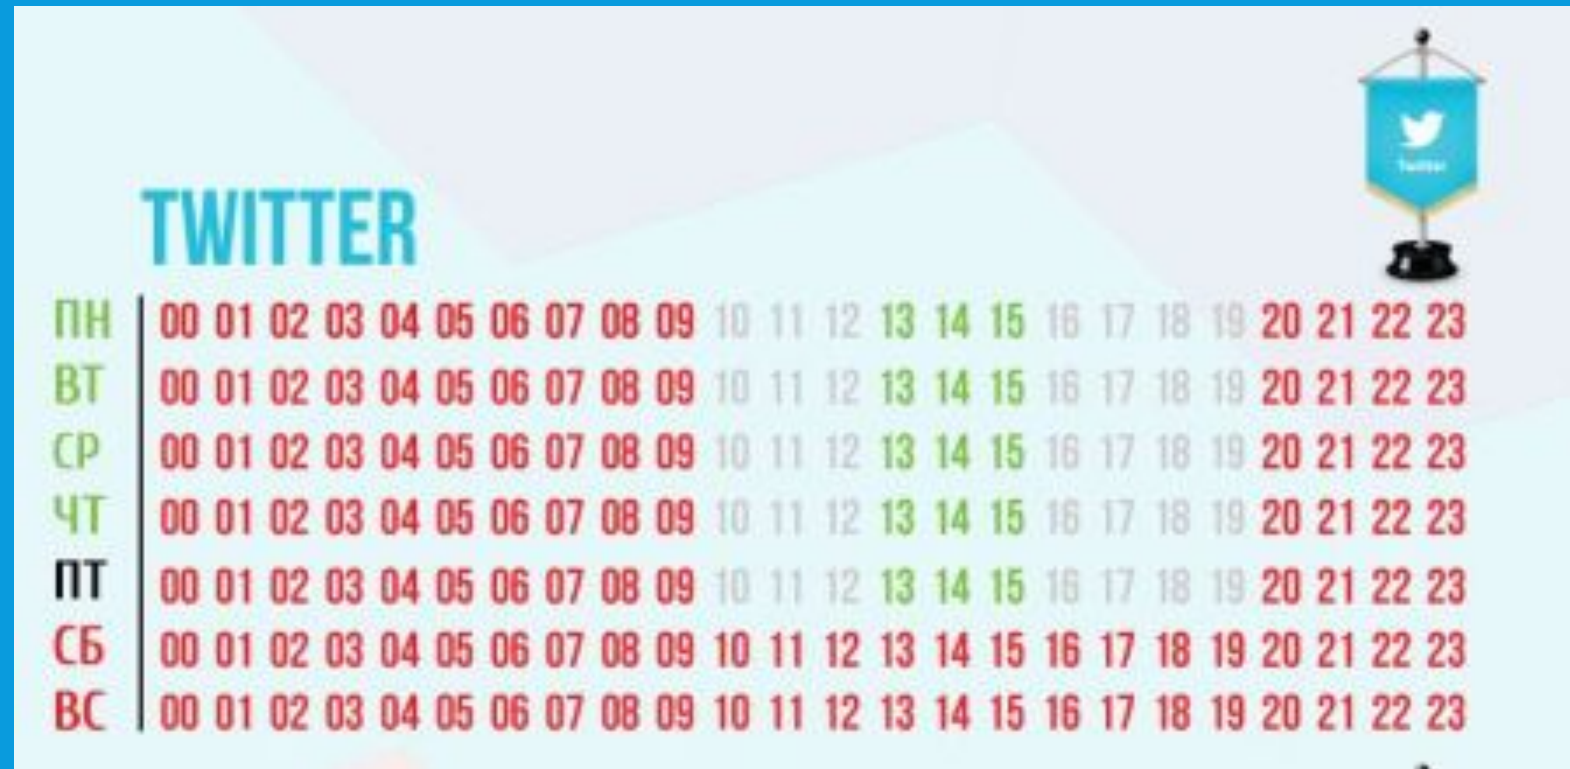 Twitter
TWITTER
ПН 00 01 02 03 04 05 06 07 08 09 10 11 12 13 14 15 16 17 18 19 20 21 22 23
ВТ 00 01 02 03 04 05 06 07 08 09 10 11 12 13 14 15 16 17 18 19 20 21 22 23
СР 00 01 02 03 04 05 06 07 08 09 10 11 12 13 14 15 16 17 18 19 20 21 22 23
ЧТ 00 01 02 03 04 05 06 07 08 09 10 11 12 13 14 15 16 17 18 19 20 21 22 23
ПТ 00 01 02 03 04 05 06 07 08 09 10 11 12 13 14 15 16 17 18 19 20 21 22 23
СБ 00 01 02 03 04 05 06 07 08 09 10 11 12 13 14 15 16 17 18 19 20 21 22 23
ВС 00 01 02 03 04 05 06 07 08 09 10 11 12 13 14 15 16 17 18 19 20 21 22 23